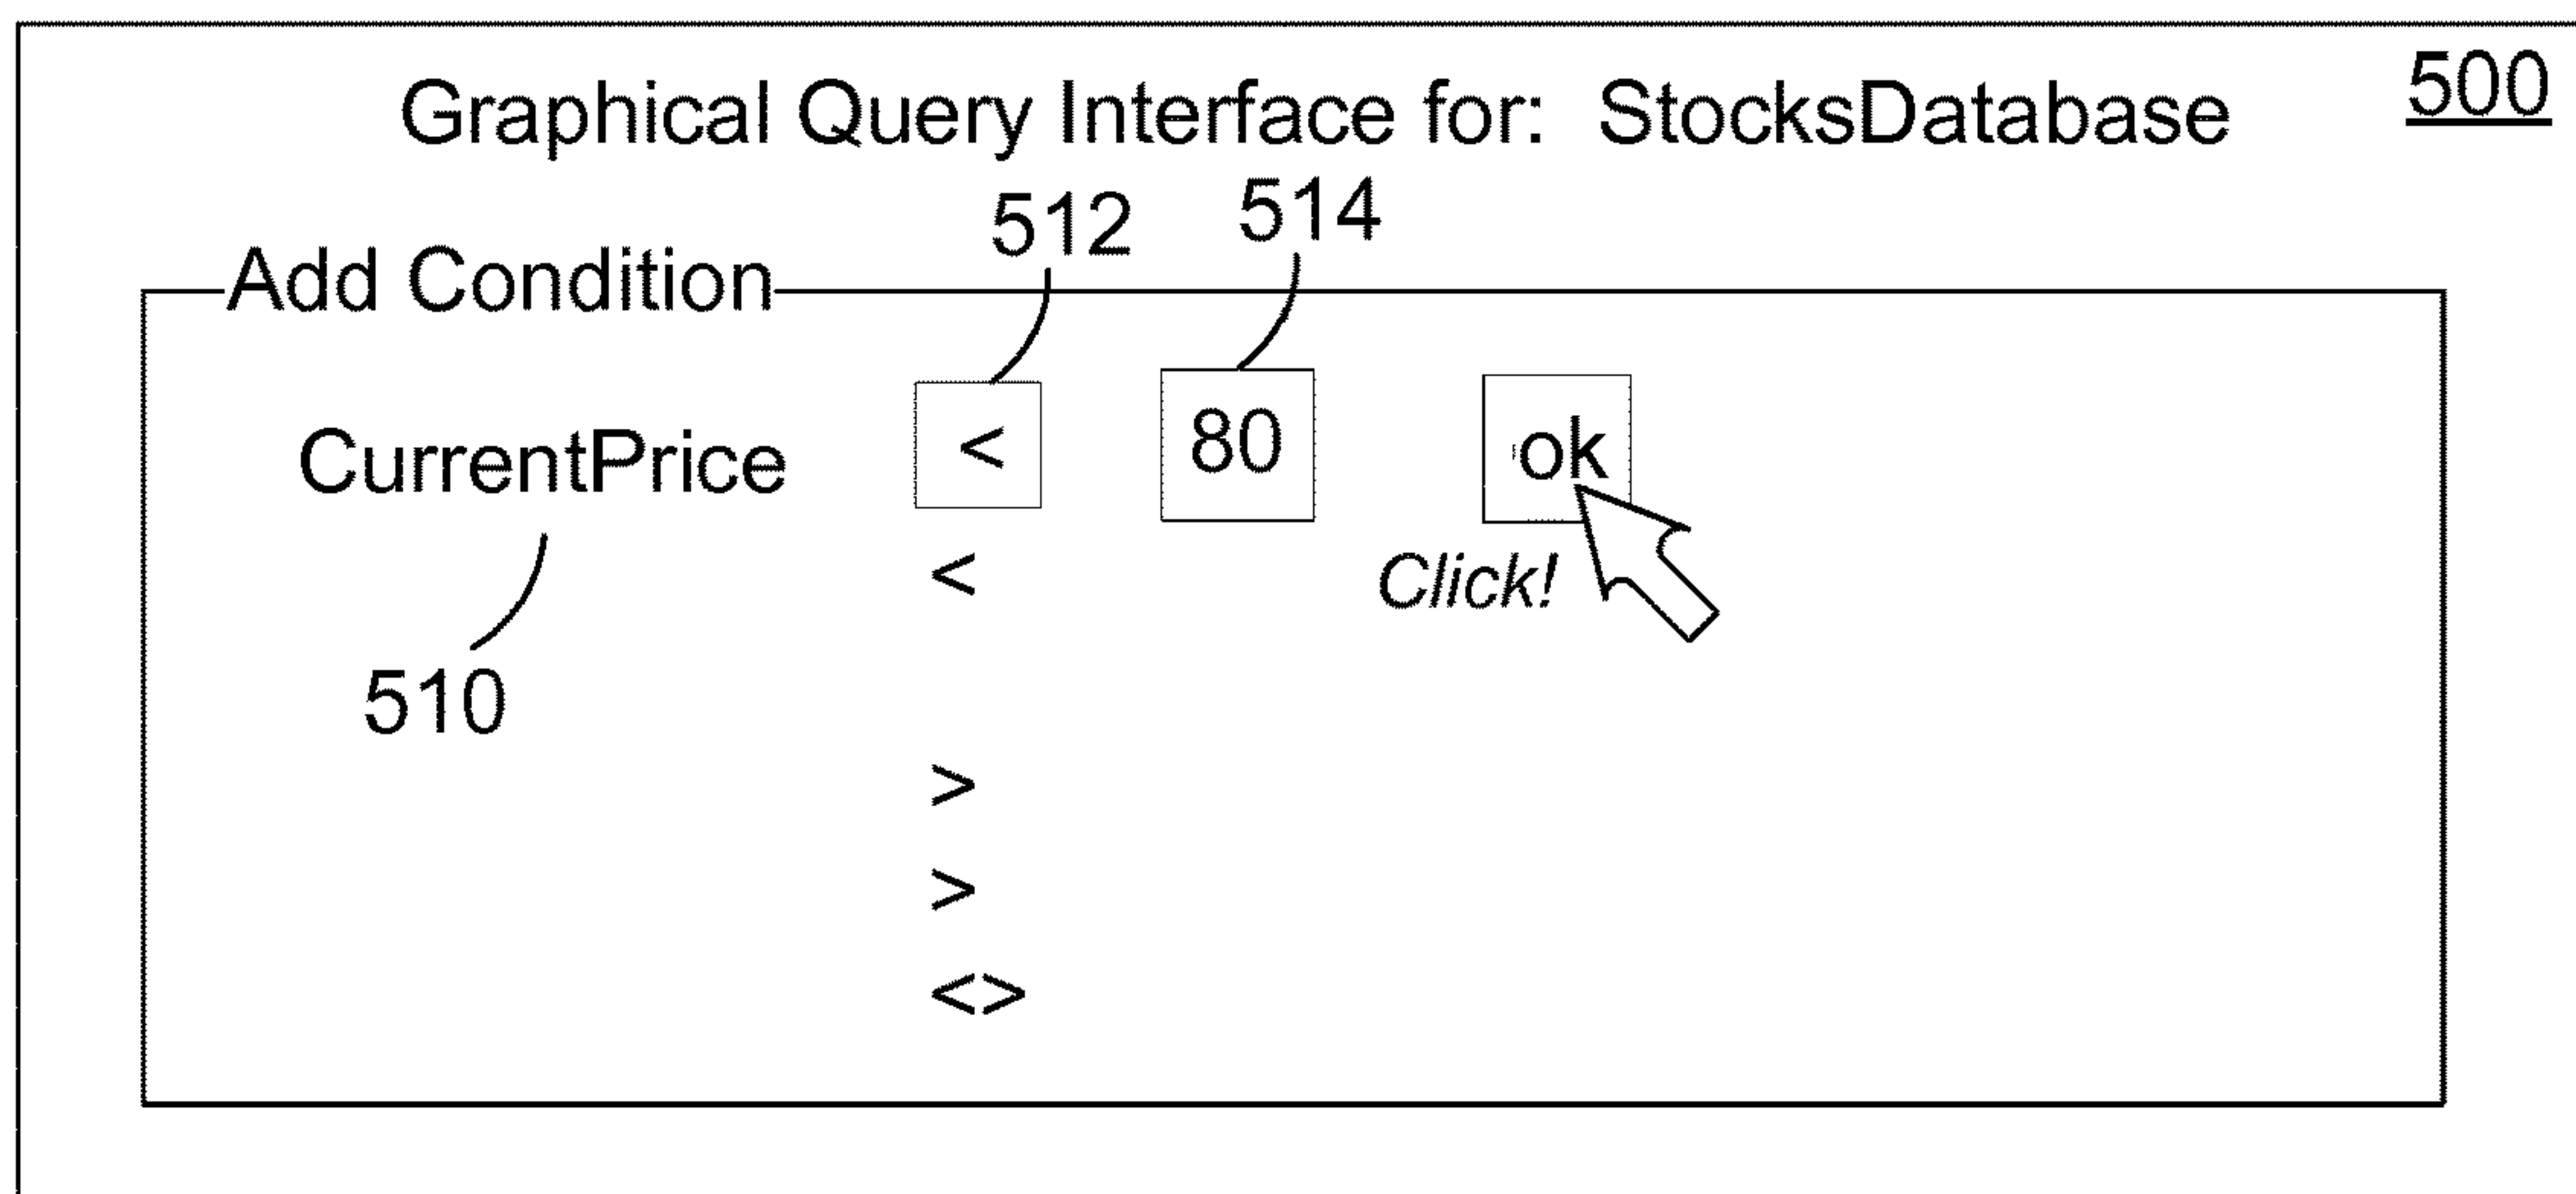 500
Graphical Query Interface for: StocksDatabase
512 514
Add Condition
CurrentPrice < 80 ok
< Click!
510
>
>
<>